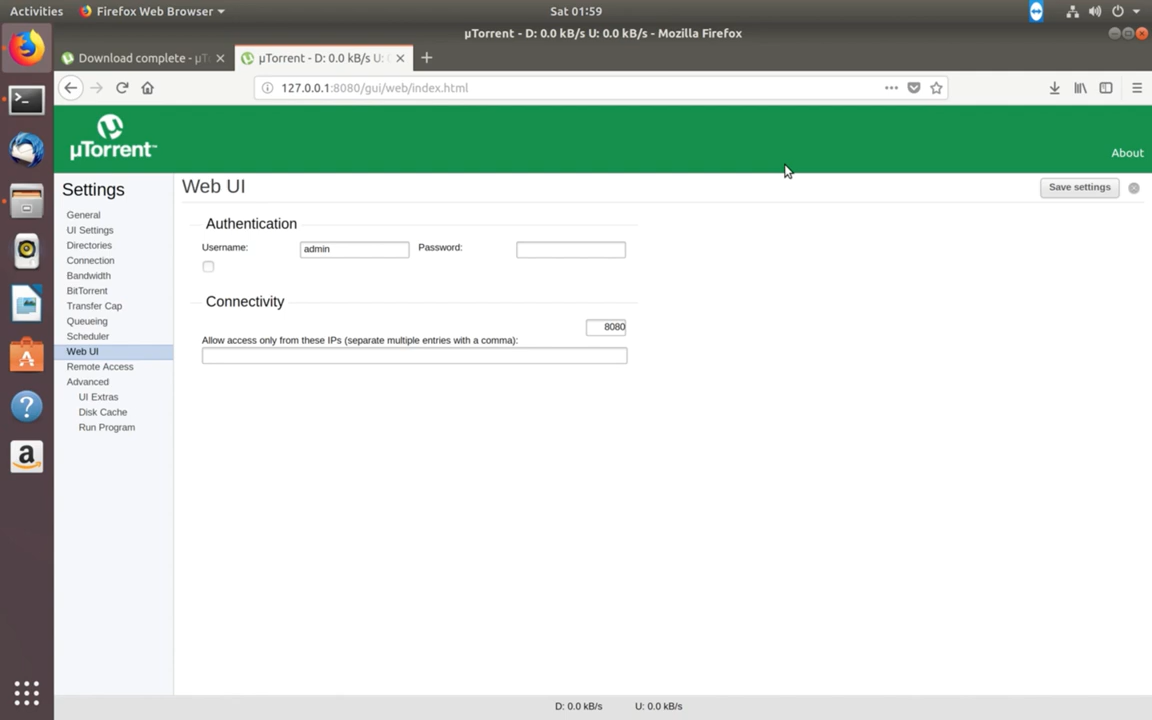 Activities Firefox Web Browser Sat 01:59
µTorrent - D: 0.0 kB/s U: 0.0 kB/s - Mozilla Firefox
Download complete - µT µTorrent - D: 0.0 kB/s U:
127.0.0.1:8080/gui/web/index.html
µTorrent™
About
Settings
General
UI Settings
Directories
Connection
Bandwidth
BitTorrent
Transfer Cap
Queueing
Scheduler
Web UI
Remote Access
Advanced
UI Extras
Disk Cache
Run Program
Web UI
Save settings
Authentication
Username: admin Password:
Connectivity
8080
Allow access only from these IPs (separate multiple entries with a comma):
D: 0.0 kB/s U: 0.0 kB/s